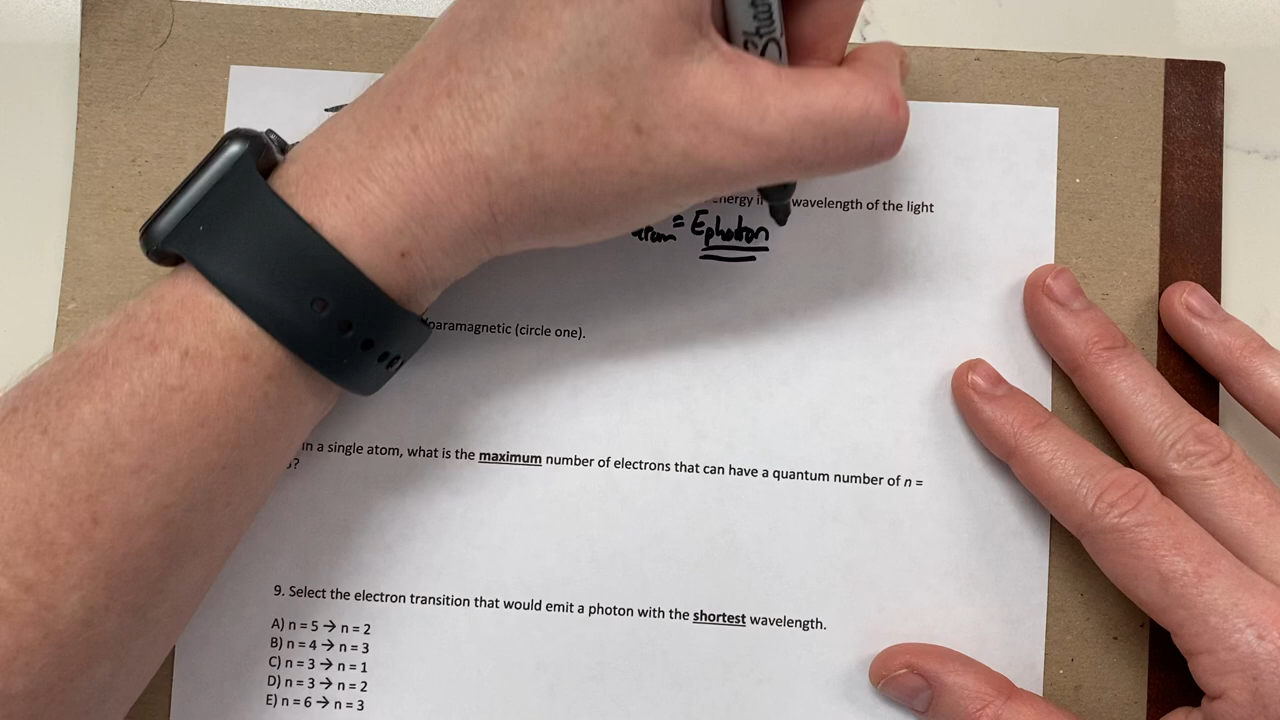 Shar
wavelength of the light
= Ephoton
paramagnetic (circle one).
in a single atom, what is the maximum number of electrons that can have a quantum number of n =
?
9. Select the electron transition that would emit a photon with the shortest wavelength.
A) n = 5 → n = 2
B) n = 4 → n = 3
C) n = 3 → n = 1
D) n = 3 → n = 2
E) n = 6 → n = 3